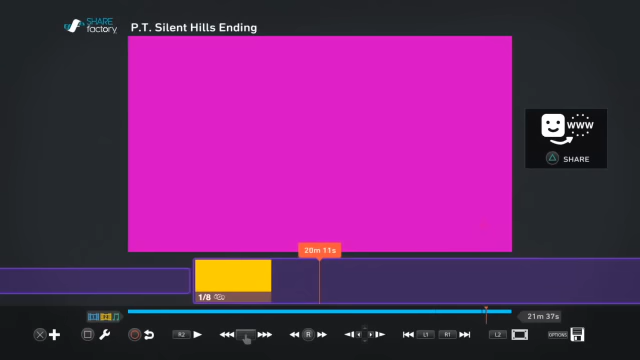 SHARE
factory
P.T. Silent Hills Ending
WWW
SHARE
20m 11s
1/8
21m 37s
R2
R
L1
R1
L2
OPTIONS